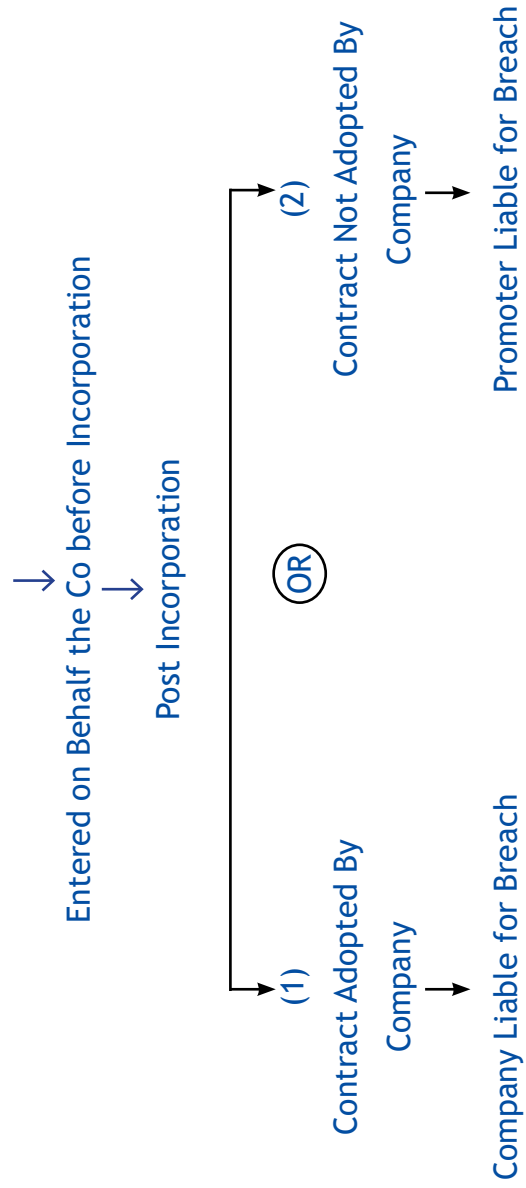 Entered on Behalf the Co before Incorporation
Post Incorporation
(1)
Contract Adopted By
Company
Company Liable for Breach
OR
(2)
Contract Not Adopted By
Company
Promoter Liable for Breach